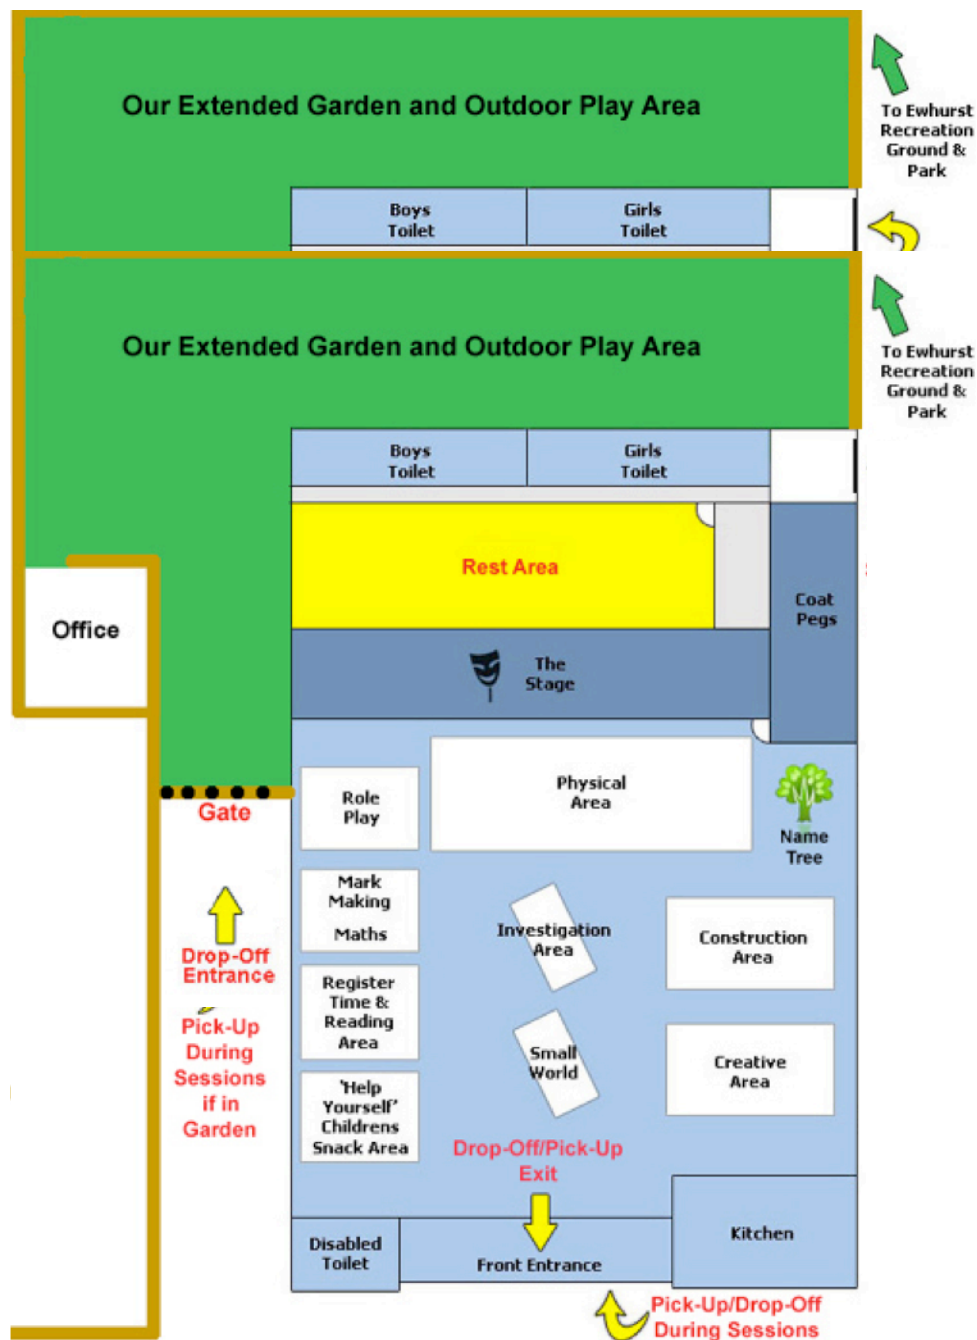 Our Extended Garden and Outdoor Play Area
To Ewhurst
Recreation
Ground &
Park
Boys
Toilet
Girls
Toilet
Our Extended Garden and Outdoor Play Area
To Ewhurst
Recreation
Ground &
Park
Boys
Toilet
Girls
Toilet
Rest Area
Coat
Pegs
Office
The
Stage
Physical
Area
Role
Play
Gate
Name
Tree
Mark
Making
Maths
Investigation
Area
Construction
Area
Drop-Off
Entrance
Register
Time &
Reading
Area
Pick-Up
During
Sessions
if in
Garden
Small
World
Creative
Area
'Help
Yourself'
Childrens
Snack Area
Drop-Off/Pick-Up
Exit
Kitchen
Disabled
Toilet
Front Entrance
Pick-Up/Drop-Off
During Sessions